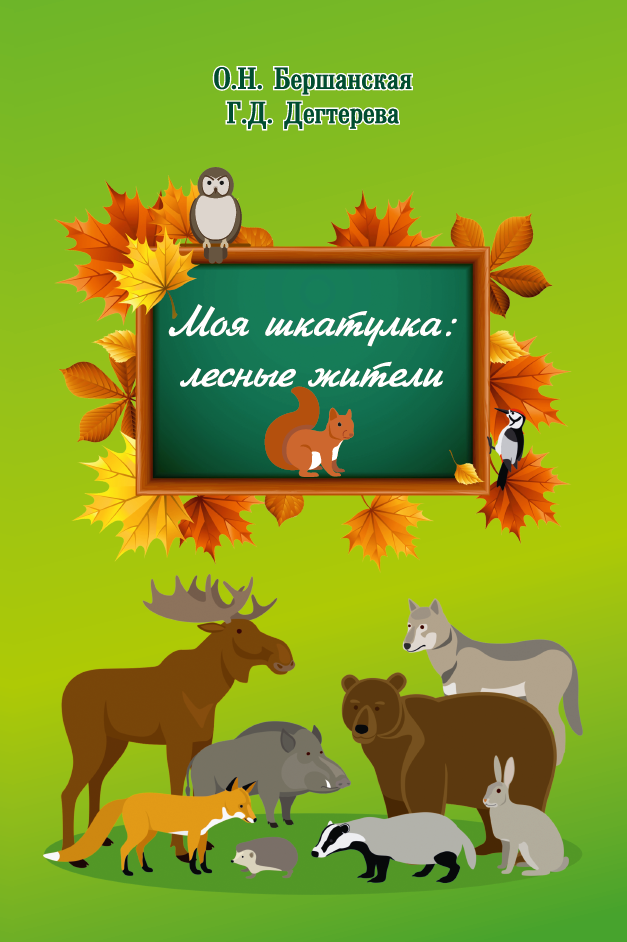 О.Н. Бершанская
Г.Д. Дегтерева
Моя шкатулка:
лесные жители